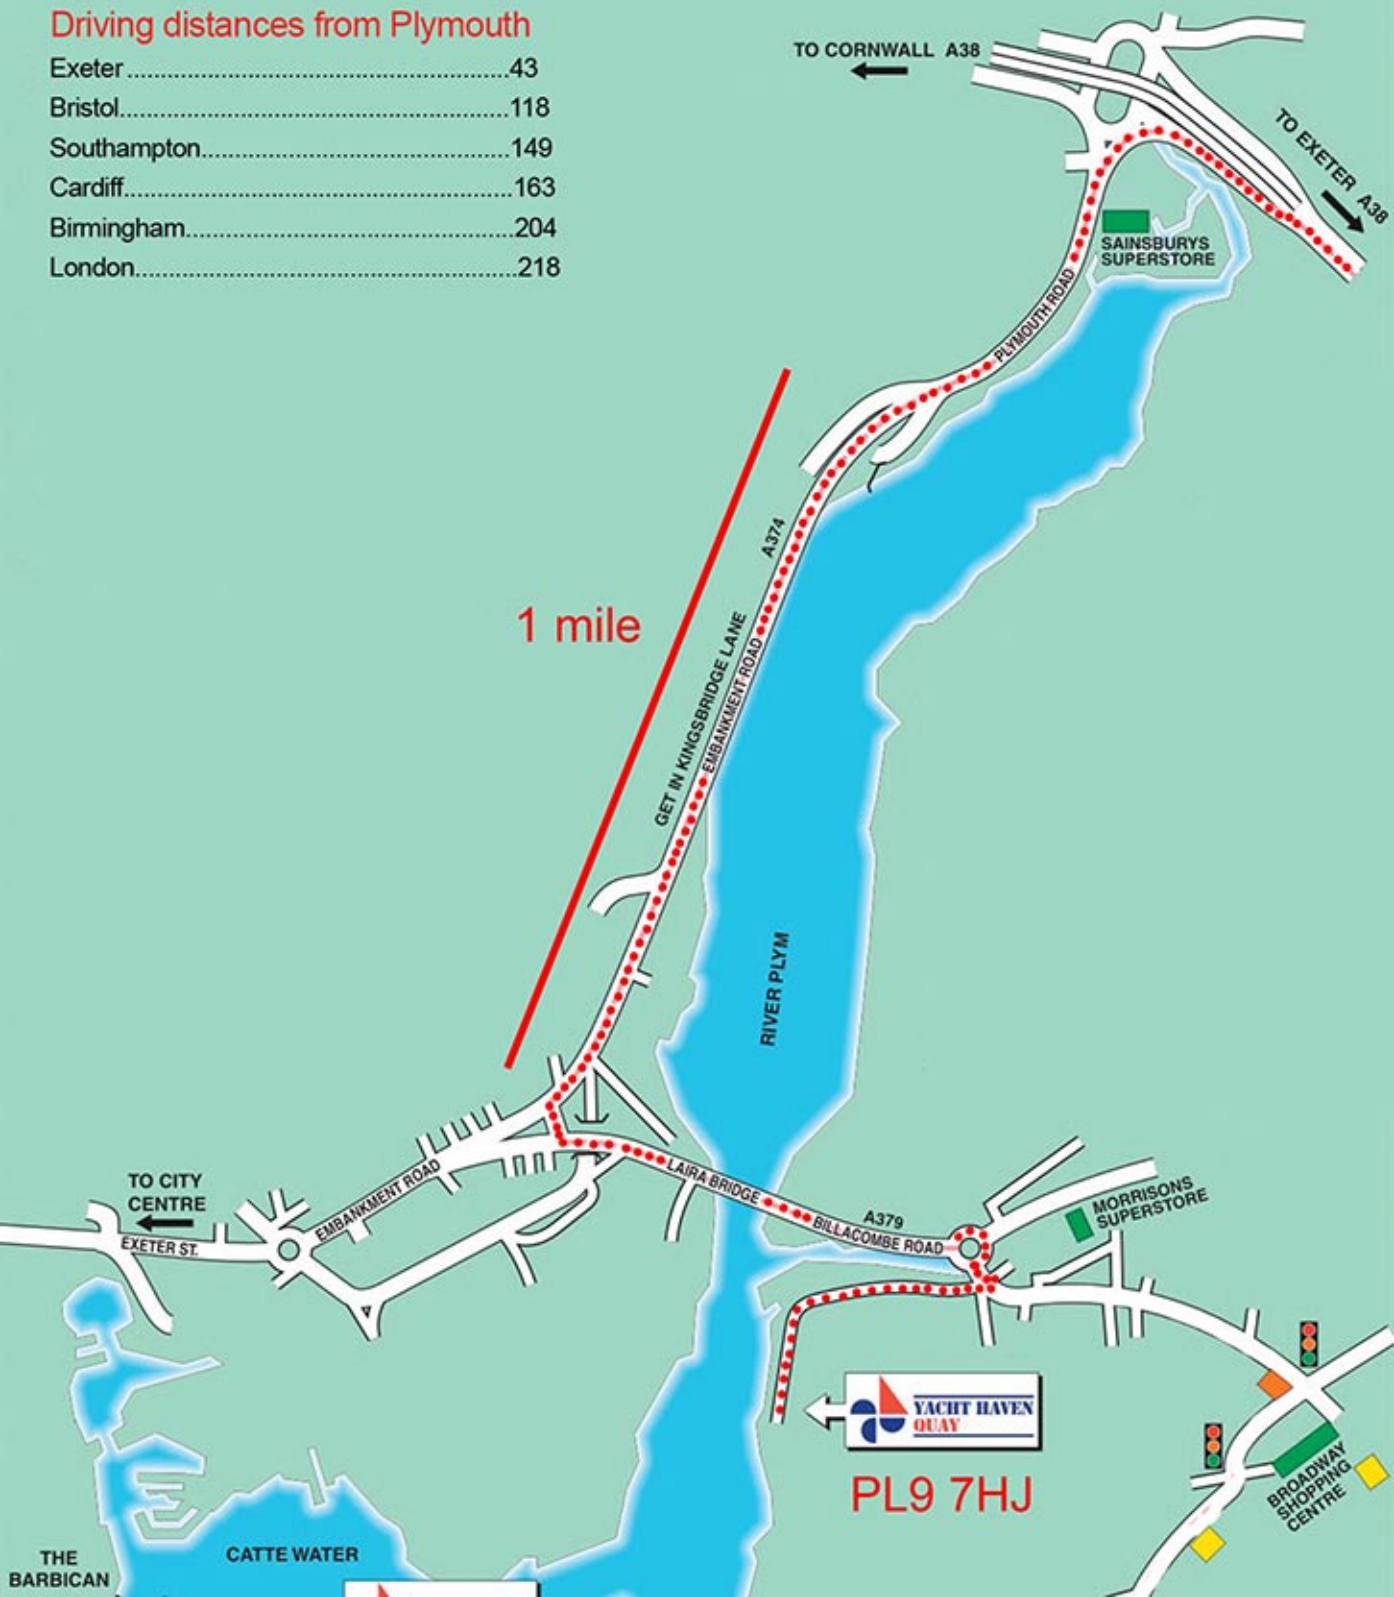 Driving distances from Plymouth
Exeter..........................................................43
Bristol...........................................................118
Southampton..............................................149
Cardiff...........................................................163
Birmingham.................................................204
London.........................................................218
TO CORNWALL A38
TO EXETER A38
SAINSBURYS
SUPERSTORE
PLYMOUTH ROAD
A374
1 mile
GET IN KINGSBRIDGE LANE
EMBANKMENT ROAD
RIVER PLYM
TO CITY
CENTRE
EXETER ST.
EMBANKMENT ROAD
LAIRA BRIDGE
A379
BILLACOMBE ROAD
MORRISONS
SUPERSTORE
YACHT HAVEN
QUAY
PL9 7HJ
BROADWAY
SHOPPING
CENTRE
CATTE WATER
THE
BARBICAN